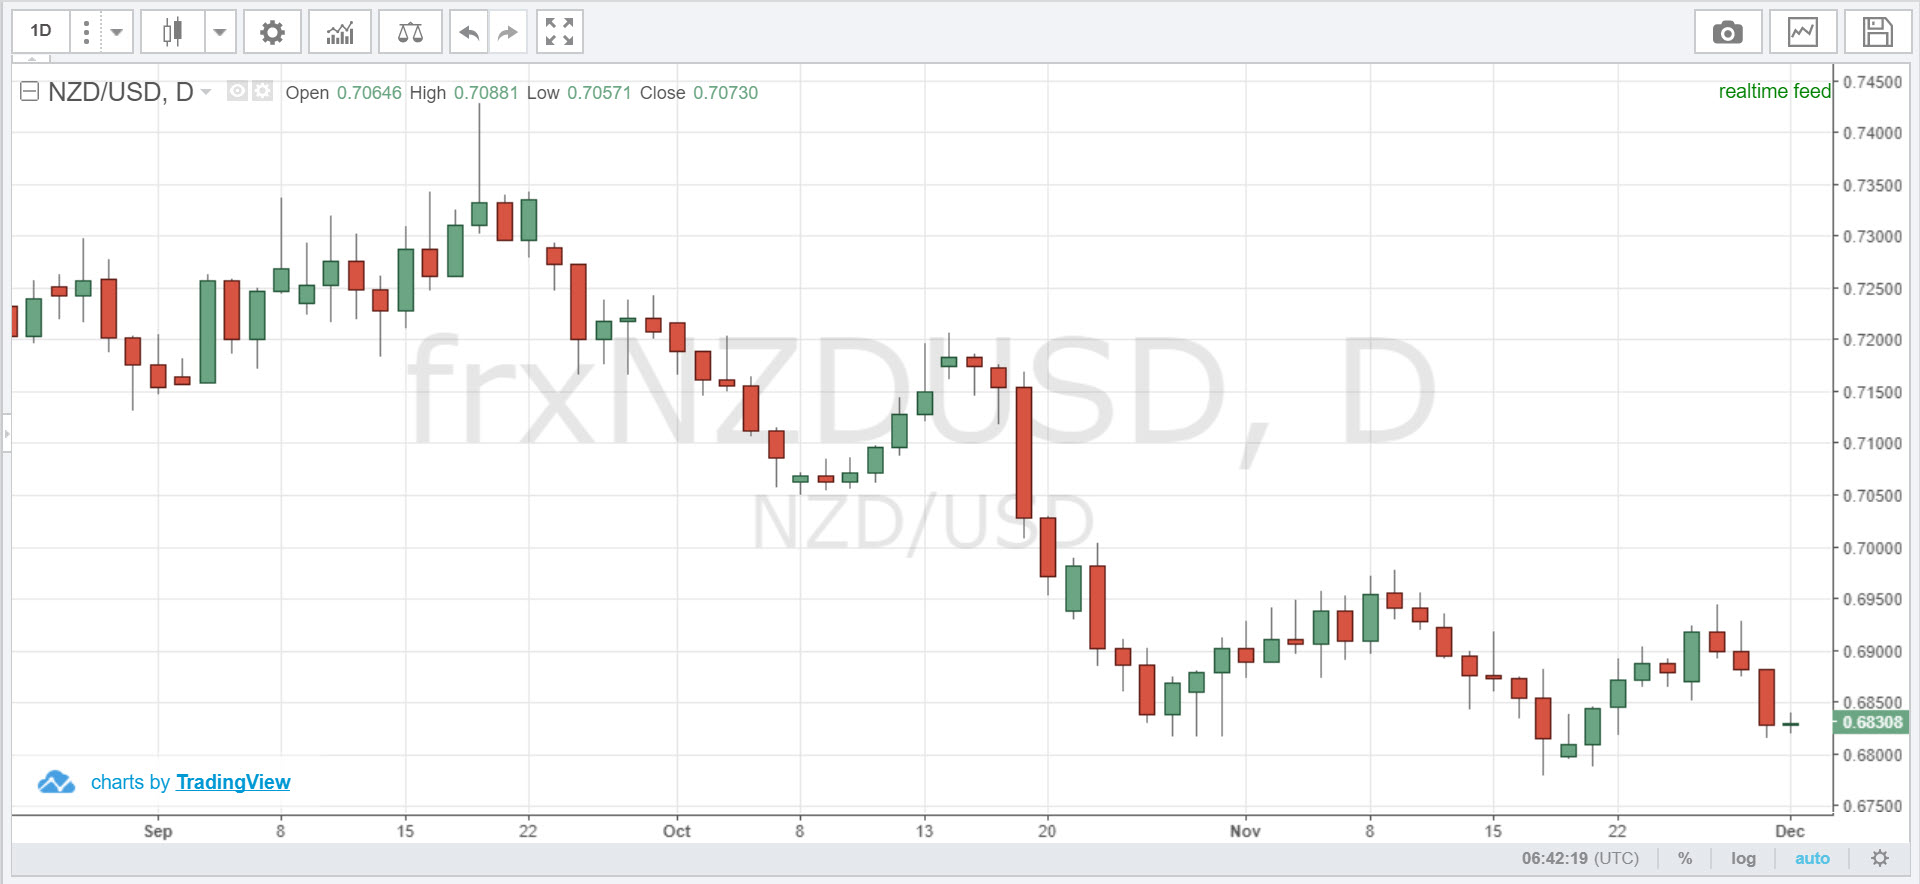 1D
NZD/USD, D Open 0.70646 High 0.70881 Low 0.70571 Close 0.70730
realtime feed
0.74500
0.74000
0.73500
0.73000
0.72500
0.72000
0.71500
0.71000
0.70500
0.70000
0.69500
0.69000
0.68500
0.68308
0.68000
0.67500
frxNZDUSD, D
NZD/USD
charts by TradingView
Sep 8 15 22 Oct 8 13 20 Nov 8 15 22 Dec
06:42:19 (UTC) % log auto